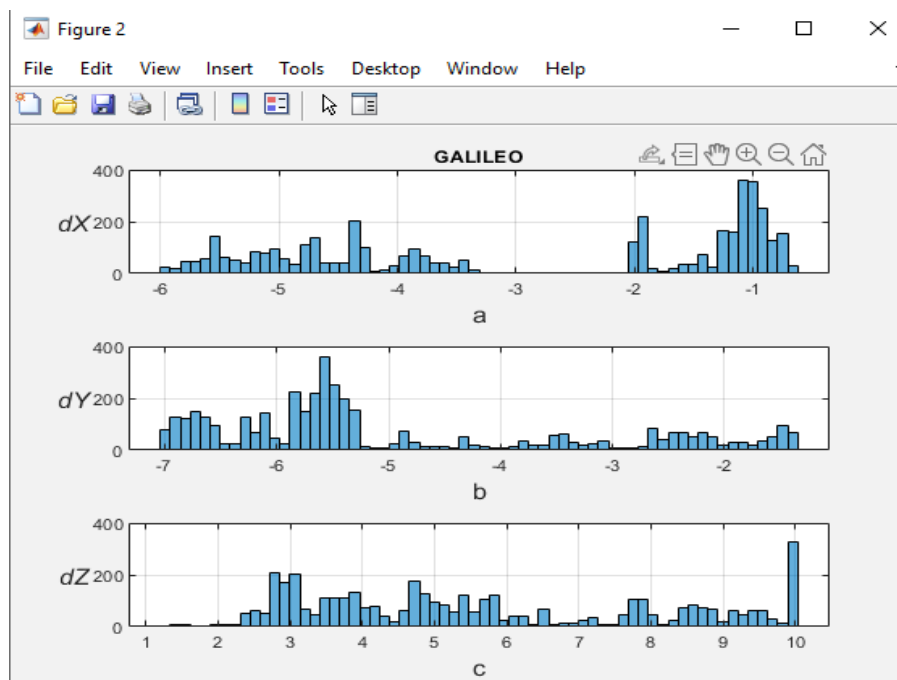 Figure 2
File Edit View Insert Tools Desktop Window Help
GALILEO
400
dX 200
0
-6 -5 -4 -3 -2 -1
a
400
dY 200
0
-7 -6 -5 -4 -3 -2
b
400
dZ 200
0
1 2 3 4 5 6 7 8 9 10
c